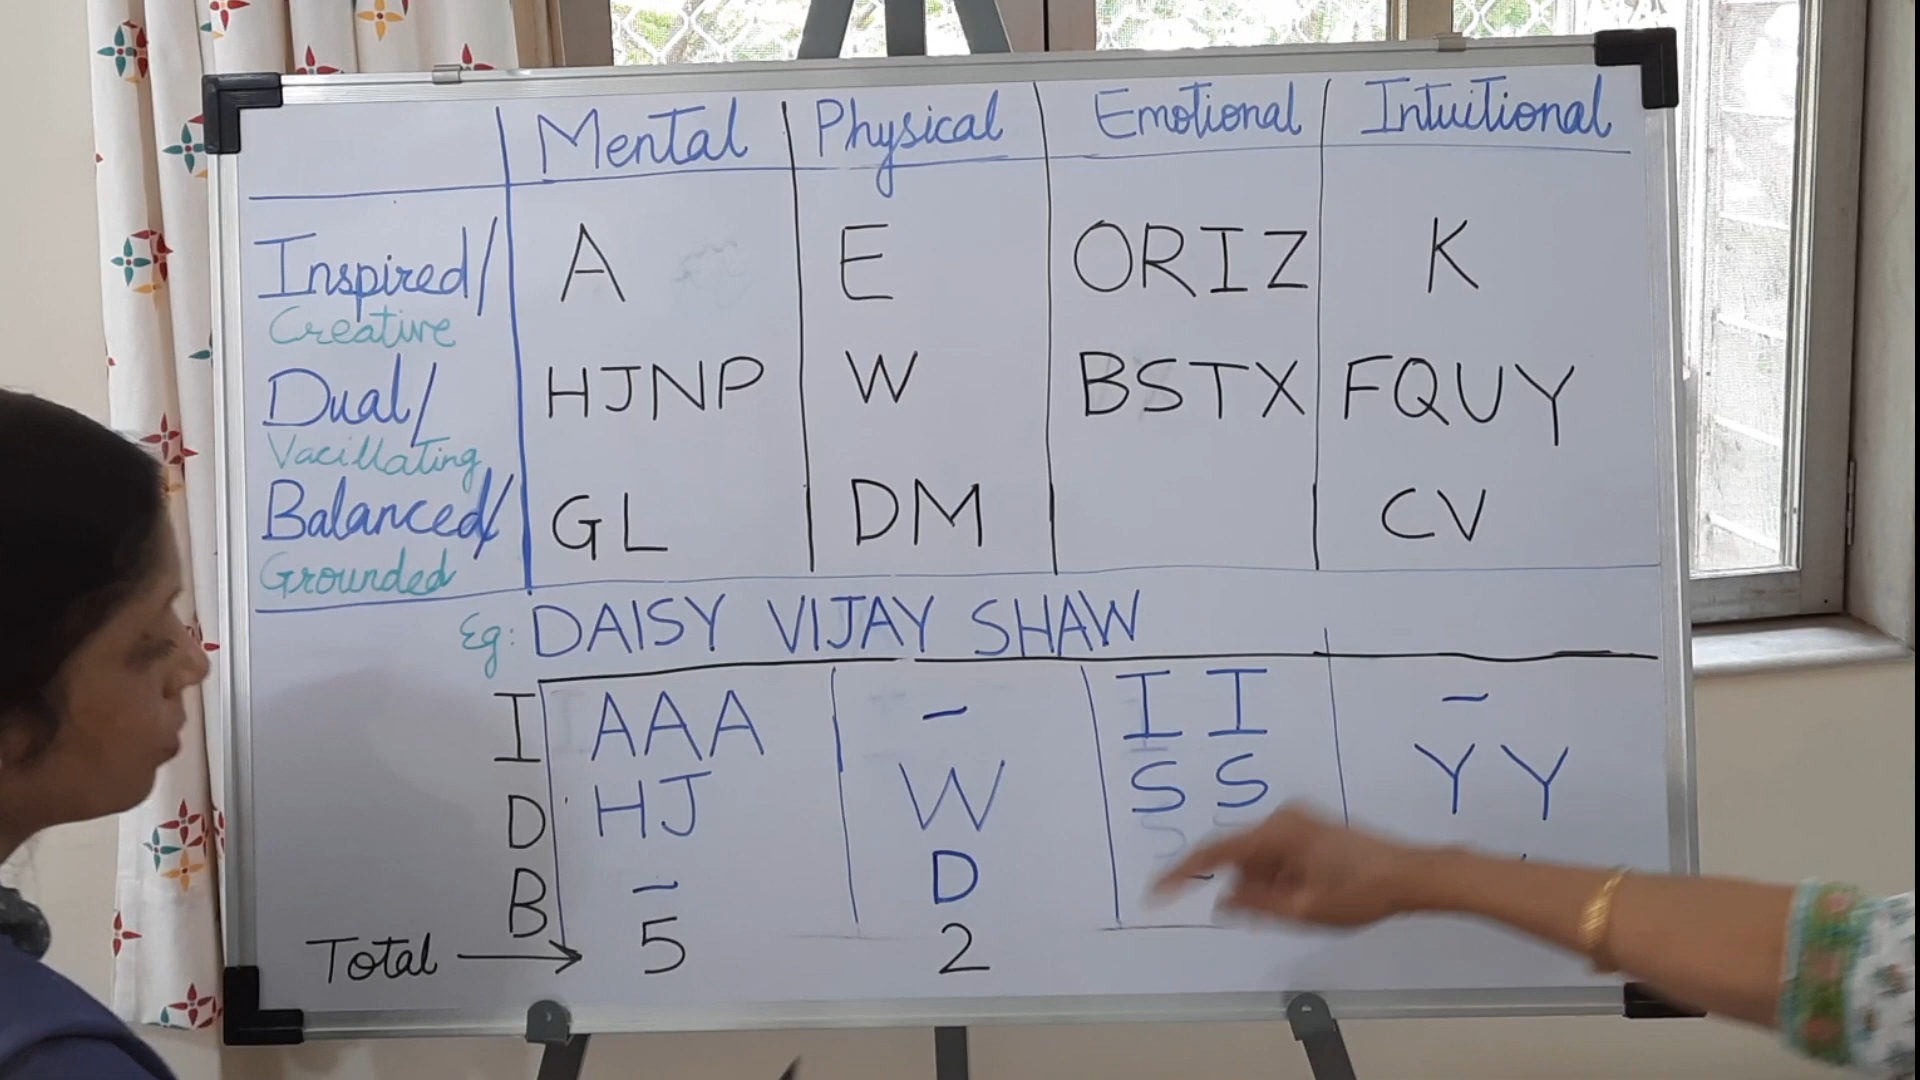 Mental Physical Emotional Intuitional
Inspired/ A E ORIZ K
Creative
Dual/ HJNP W BSTX FQUY
Vacillating
Balanced/ GL DM CV
Grounded
Eg: DAISY VIJAY SHAW
I AAA - II -
D HJ W SS YY
B - D -
Total → 5 2